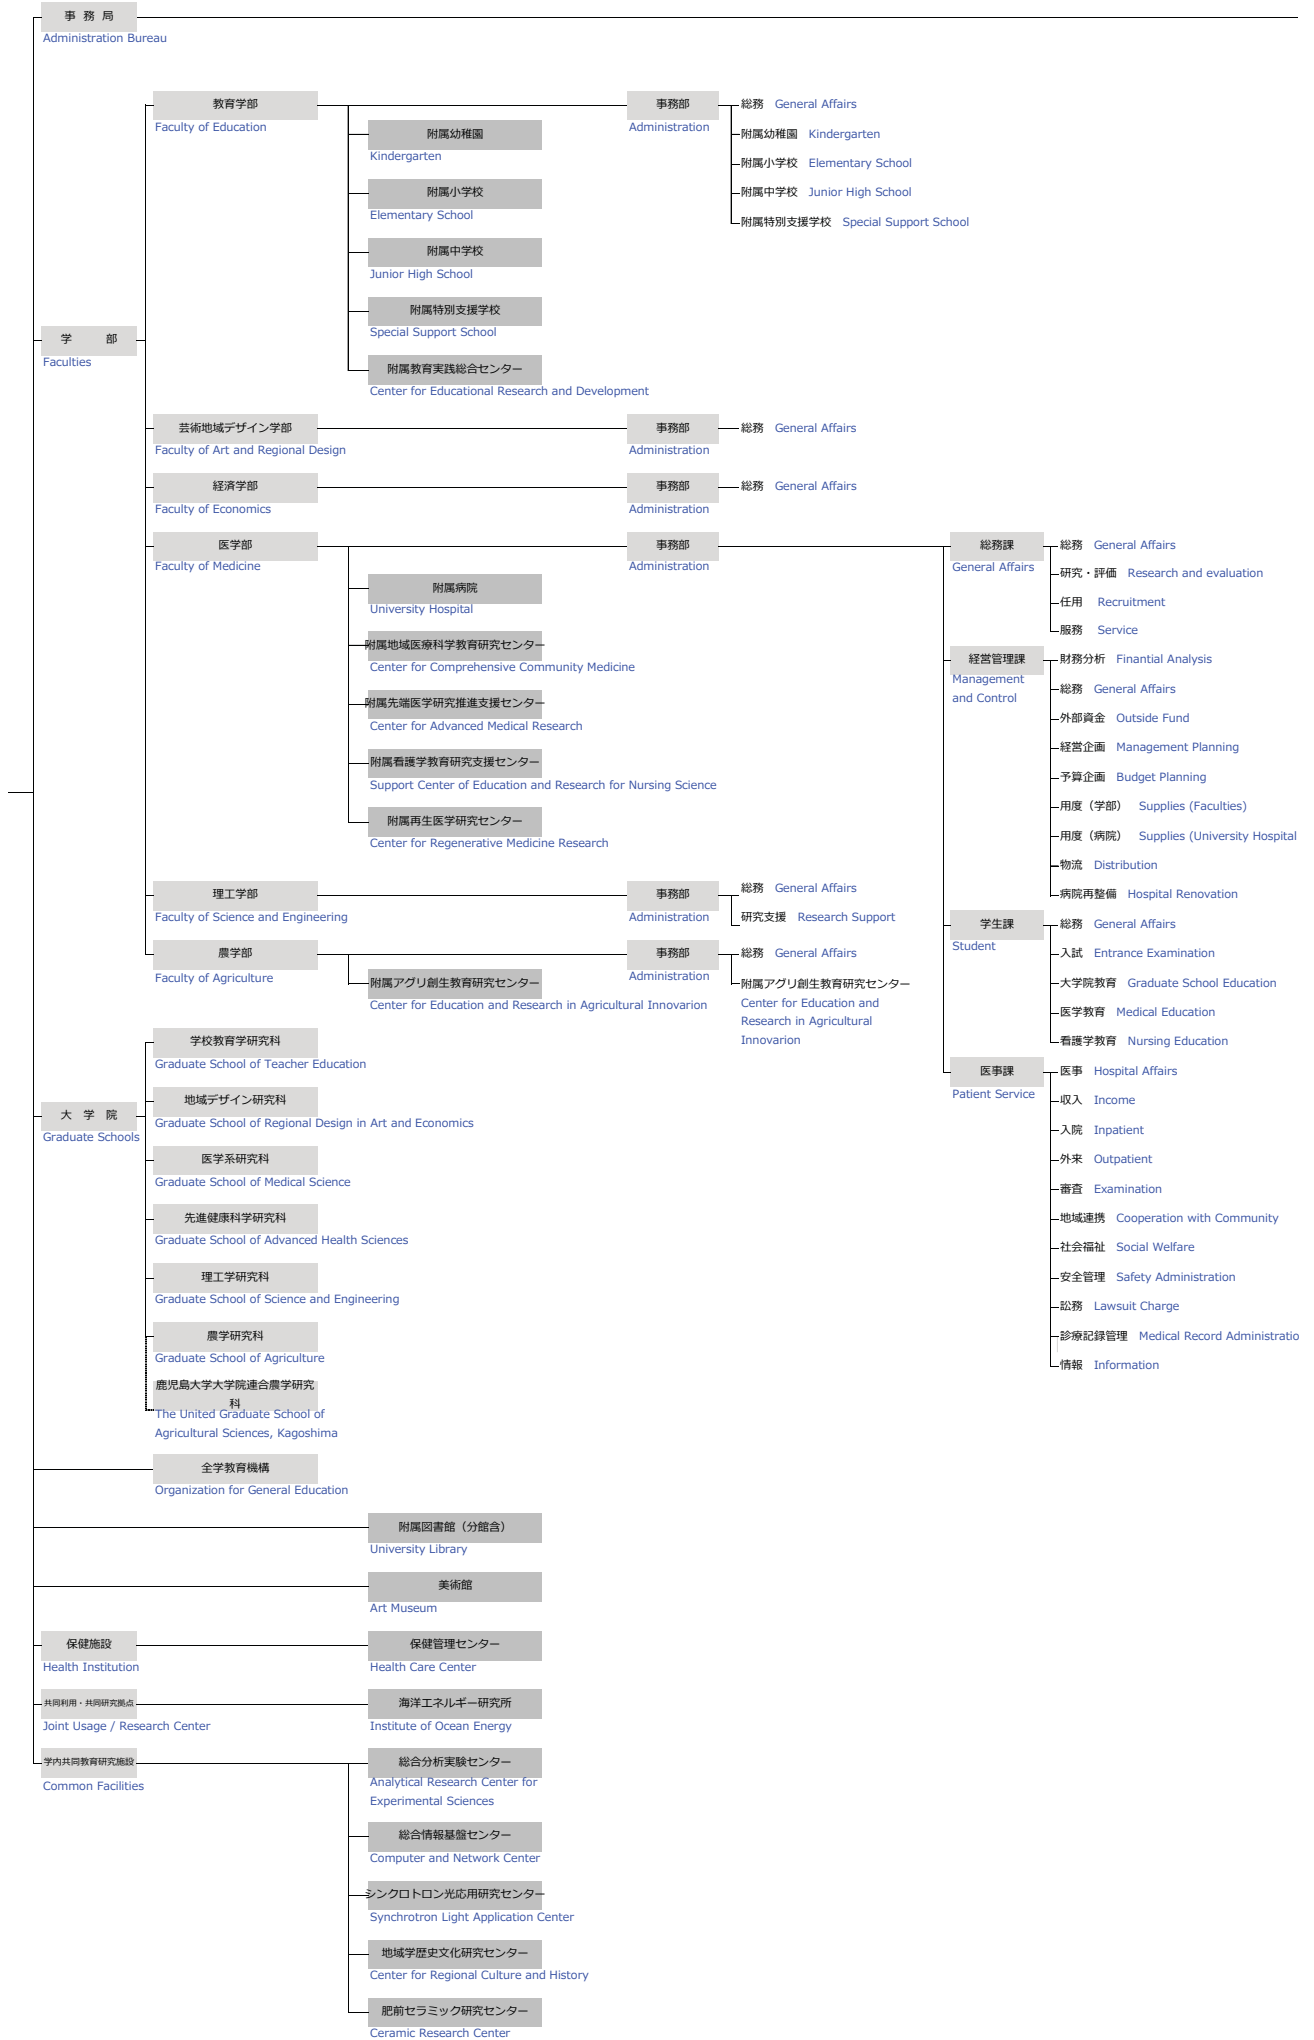 事 務 局
Administration Bureau
教育学部
Faculty of Education
事務部
Administration
総務 General Affairs
附属幼稚園
Kindergarten
附属幼稚園 Kindergarten
附属小学校 Elementary School
附属小学校
Elementary School
附属中学校 Junior High School
附属特別支援学校 Special Support School
附属中学校
Junior High School
附属特別支援学校
Special Support School
学 部
Faculties
附属教育実践総合センター
Center for Educational Research and Development
芸術地域デザイン学部
Faculty of Art and Regional Design
事務部
Administration
総務 General Affairs
経済学部
Faculty of Economics
事務部
Administration
総務 General Affairs
医学部
Faculty of Medicine
事務部
Administration
総務課
General Affairs
総務 General Affairs
研究・評価 Research and evaluation
任用 Recruitment
服務 Service
附属病院
University Hospital
附属地域医療科学教育研究センター
Center for Comprehensive Community Medicine
附属先端医学研究推進支援センター
Center for Advanced Medical Research
附属看護学教育研究支援センター
Support Center of Education and Research for Nursing Science
附属再生医学研究センター
Center for Regenerative Medicine Research
経営管理課
Management
and Control
財務分析 Finantial Analysis
総務 General Affairs
外部資金 Outside Fund
経営企画 Management Planning
予算企画 Budget Planning
用度（学部） Supplies (Faculties)
用度（病院） Supplies (University Hospital
物流 Distribution
病院再整備 Hospital Renovation
理工学部
Faculty of Science and Engineering
事務部
Administration
総務 General Affairs
研究支援 Research Support
学生課
Student
総務 General Affairs
入試 Entrance Examination
大学院教育 Graduate School Education
医学教育 Medical Education
看護学教育 Nursing Education
農学部
Faculty of Agriculture
附属アグリ創生教育研究センター
Center for Education and Research in Agricultural Innovarion
事務部
Administration
総務 General Affairs
附属アグリ創生教育研究センター
Center for Education and
Research in Agricultural
Innovarion
医事課
Patient Service
医事 Hospital Affairs
収入 Income
入院 Inpatient
外来 Outpatient
審査 Examination
地域連携 Cooperation with Community
社会福祉 Social Welfare
安全管理 Safety Administration
訟務 Lawsuit Charge
診療記録管理 Medical Record Administratio
情報 Information
大 学 院
Graduate Schools
学校教育学研究科
Graduate School of Teacher Education
地域デザイン研究科
Graduate School of Regional Design in Art and Economics
医学系研究科
Graduate School of Medical Science
先進健康科学研究科
Graduate School of Advanced Health Sciences
理工学研究科
Graduate School of Science and Engineering
農学研究科
Graduate School of Agriculture
鹿児島大学大学院連合農学研究
科
The United Graduate School of
Agricultural Sciences, Kagoshima
全学教育機構
Organization for General Education
附属図書館（分館含）
University Library
美術館
Art Museum
保健施設
Health Institution
保健管理センター
Health Care Center
共同利用・共同研究拠点
Joint Usage / Research Center
海洋エネルギー研究所
Institute of Ocean Energy
学内共同教育研究施設
Common Facilities
総合分析実験センター
Analytical Research Center for
Experimental Sciences
総合情報基盤センター
Computer and Network Center
シンクロトロン光応用研究センター
Synchrotron Light Application Center
地域学歴史文化研究センター
Center for Regional Culture and History
肥前セラミック研究センター
Ceramic Research Center